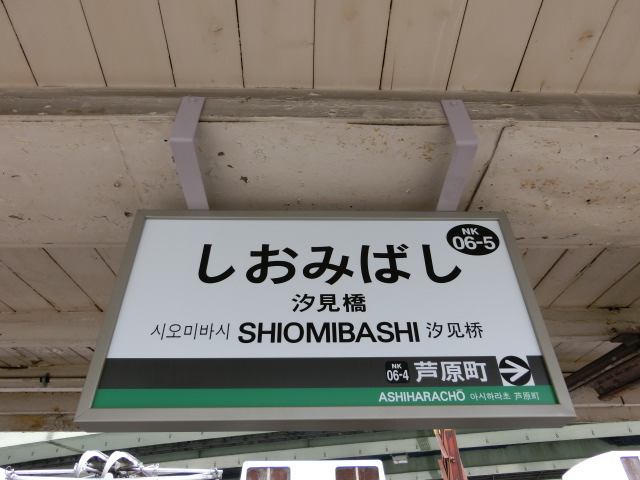 NK
06-5
しおみばし
汐見橋
시오미바시 SHIOMIBASHI 汐见桥
NK
06-4 芦原町
ASHIHARACHŌ 아시하라초 芦原町